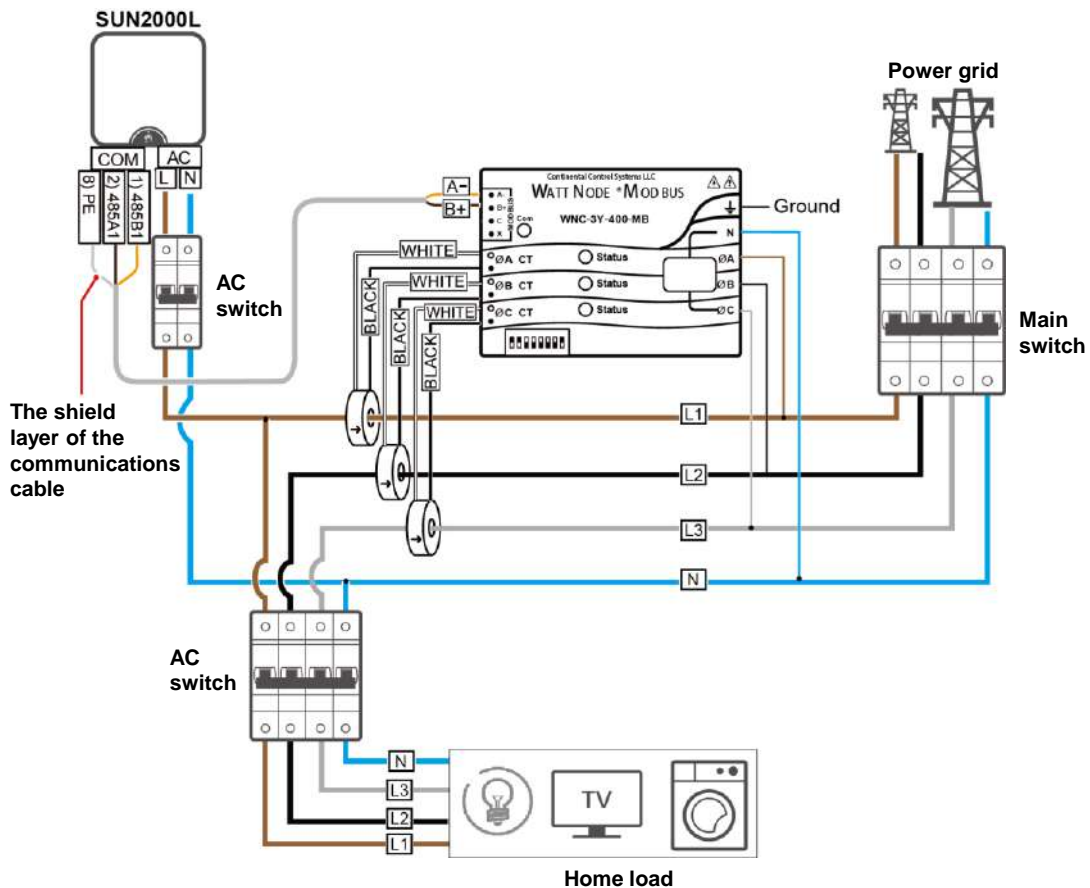 SUN2000L
COM
AC
L
N
8) PE
2) 485A1
1) 485B1
AC
switch
The shield
layer of the
communications
cable
A-
B+
Continental Control Systems LLC
WATT NODE *MODBUS
WNC-3Y-400-MB
A-
B+
C
X
MODBUS
Com
N
ØA
ØB
ØC
ØA CT
Status
ØB CT
Status
ØC CT
Status
Ground
WHITE
WHITE
WHITE
BLACK
BLACK
BLACK
Power grid
Main
switch
L1
L2
L3
N
AC
switch
N
L3
L2
L1
TV
Home load